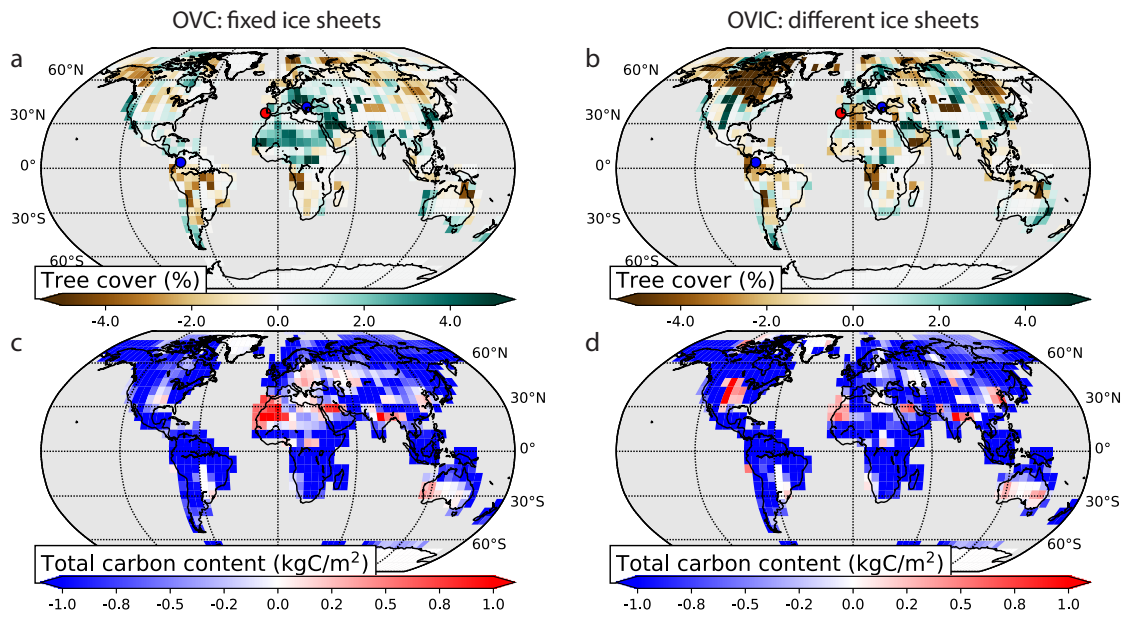 OVC: fixed ice sheets
OVIC: different ice sheets
a
60°N
30°N
0°
30°S
60°S
Tree cover (%)
-4.0 -2.0 0.0 2.0 4.0
b
60°N
30°N
0°
30°S
60°S
Tree cover (%)
-4.0 -2.0 0.0 2.0 4.0
c
60°N
30°N
0°
30°S
60°S
Total carbon content (kgC/m²)
-1.0 -0.8 -0.5 -0.2 0.0 0.2 0.5 0.8 1.0
d
60°N
30°N
0°
30°S
60°S
Total carbon content (kgC/m²)
-1.0 -0.8 -0.5 -0.2 0.0 0.2 0.5 0.8 1.0